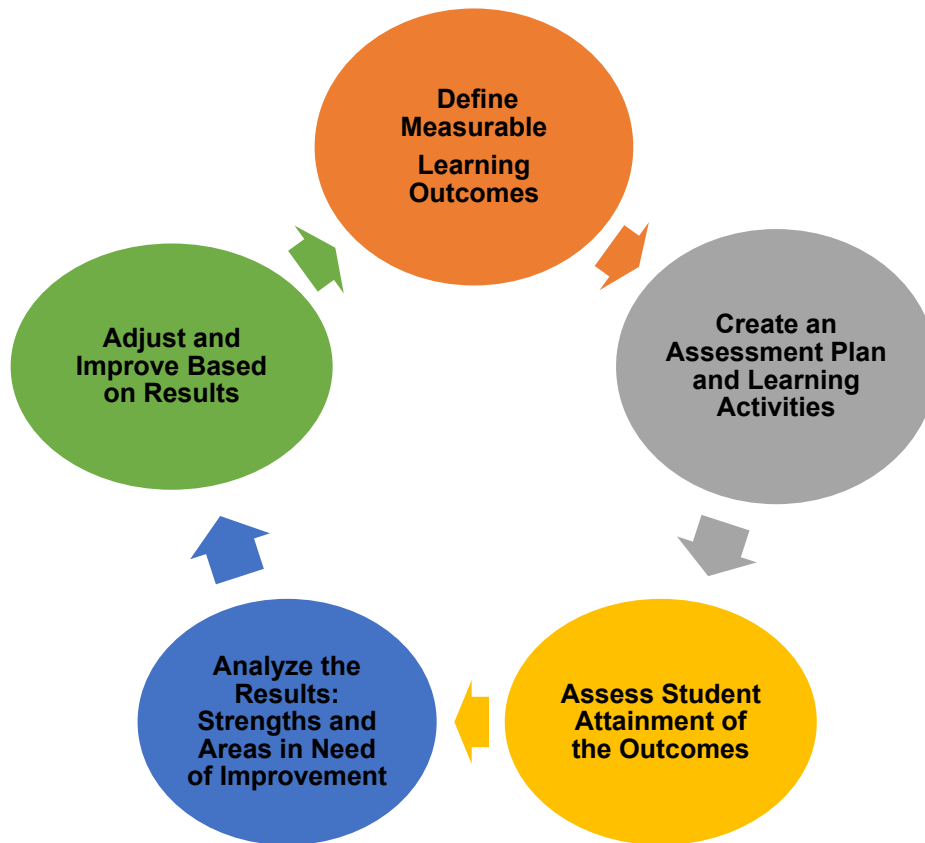 Define
Measurable
Learning
Outcomes
Create an
Assessment Plan
and Learning
Activities
Assess Student
Attainment of
the Outcomes
Analyze the
Results:
Strengths and
Areas in Need
of Improvement
Adjust and
Improve Based
on Results